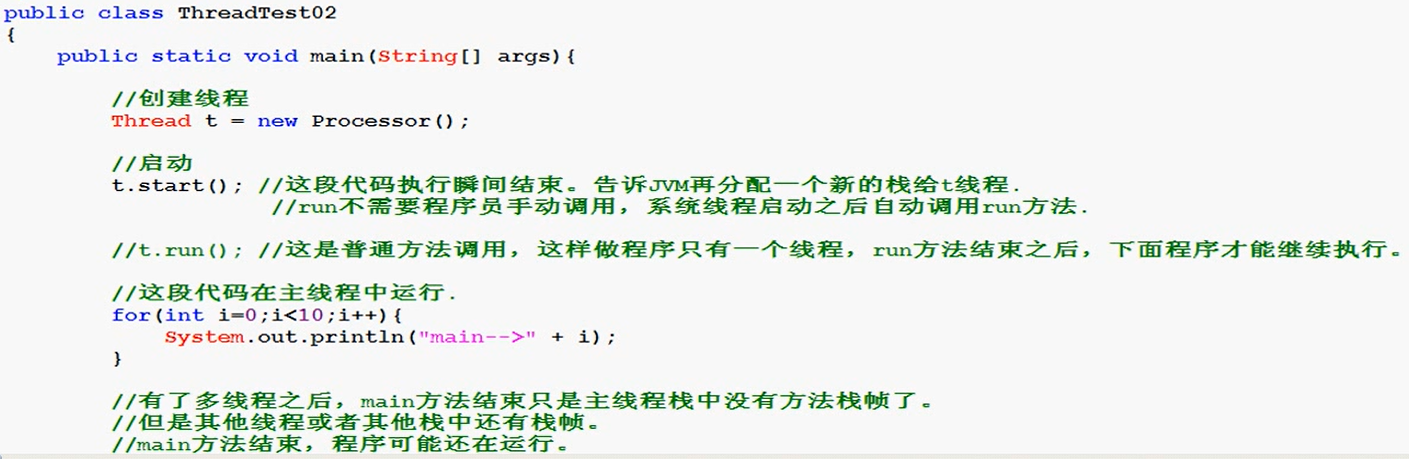 public class ThreadTest02
{
public static void main(String[] args){
//创建线程
Thread t = new Processor();
//启动
t.start(); //这段代码执行瞬间结束。告诉JVM再分配一个新的栈给t线程.
//run不需要程序员手动调用，系统线程启动之后自动调用run方法.
//t.run(); //这是普通方法调用，这样做程序只有一个线程，run方法结束之后，下面程序才能继续执行。
//这段代码在主线程中运行.
for(int i=0;i<10;i++){
System.out.println("main-->" + i);
}
//有了多线程之后，main方法结束只是主线程栈中没有方法栈帧了。
//但是其他线程或者其他栈中还有栈帧。
//main方法结束，程序可能还在运行。